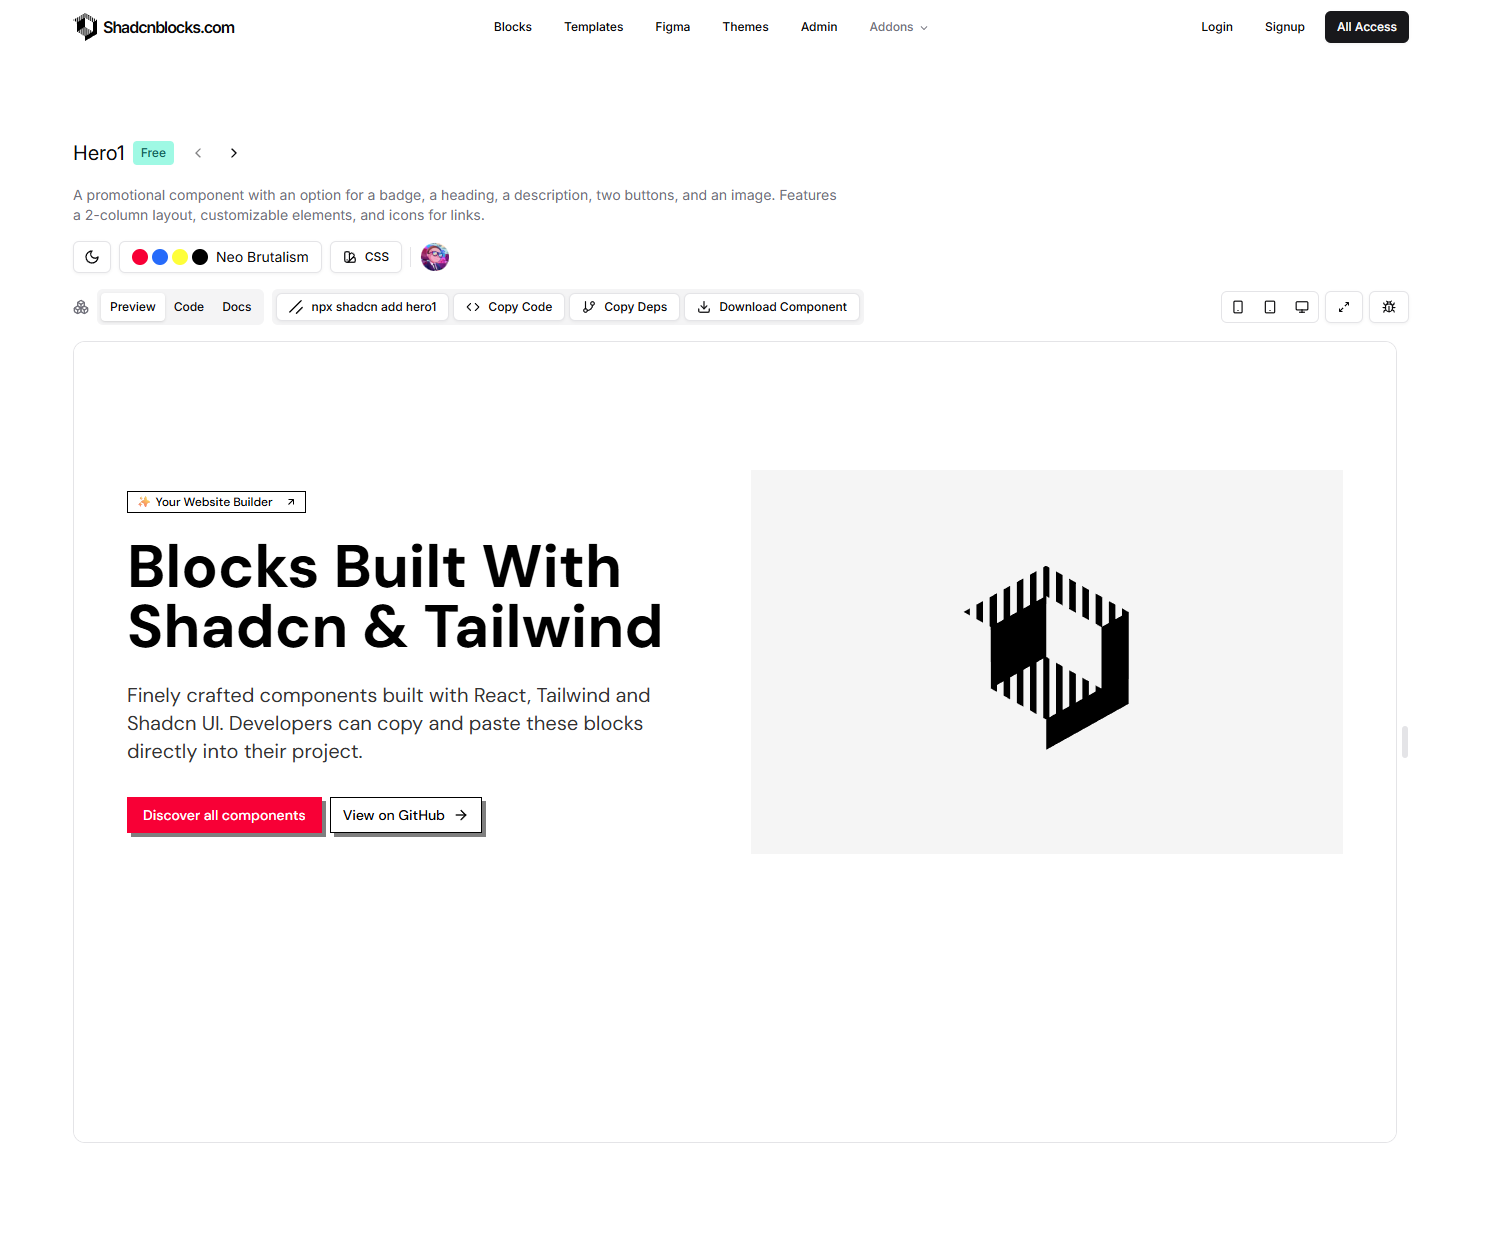 Shadcnblocks.com
Blocks
Templates
Figma
Themes
Admin
Addons
Login
Signup
All Access
Hero1
Free
A promotional component with an option for a badge, a heading, a description, two buttons, and an image. Features
a 2-column layout, customizable elements, and icons for links.
Neo Brutalism
CSS
Preview
Code
Docs
npx shadcn add hero1
Copy Code
Copy Deps
Download Component
✨ Your Website Builder
Blocks Built With
Shadcn & Tailwind
Finely crafted components built with React, Tailwind and
Shadcn UI. Developers can copy and paste these blocks
directly into their project.
Discover all components
View on GitHub